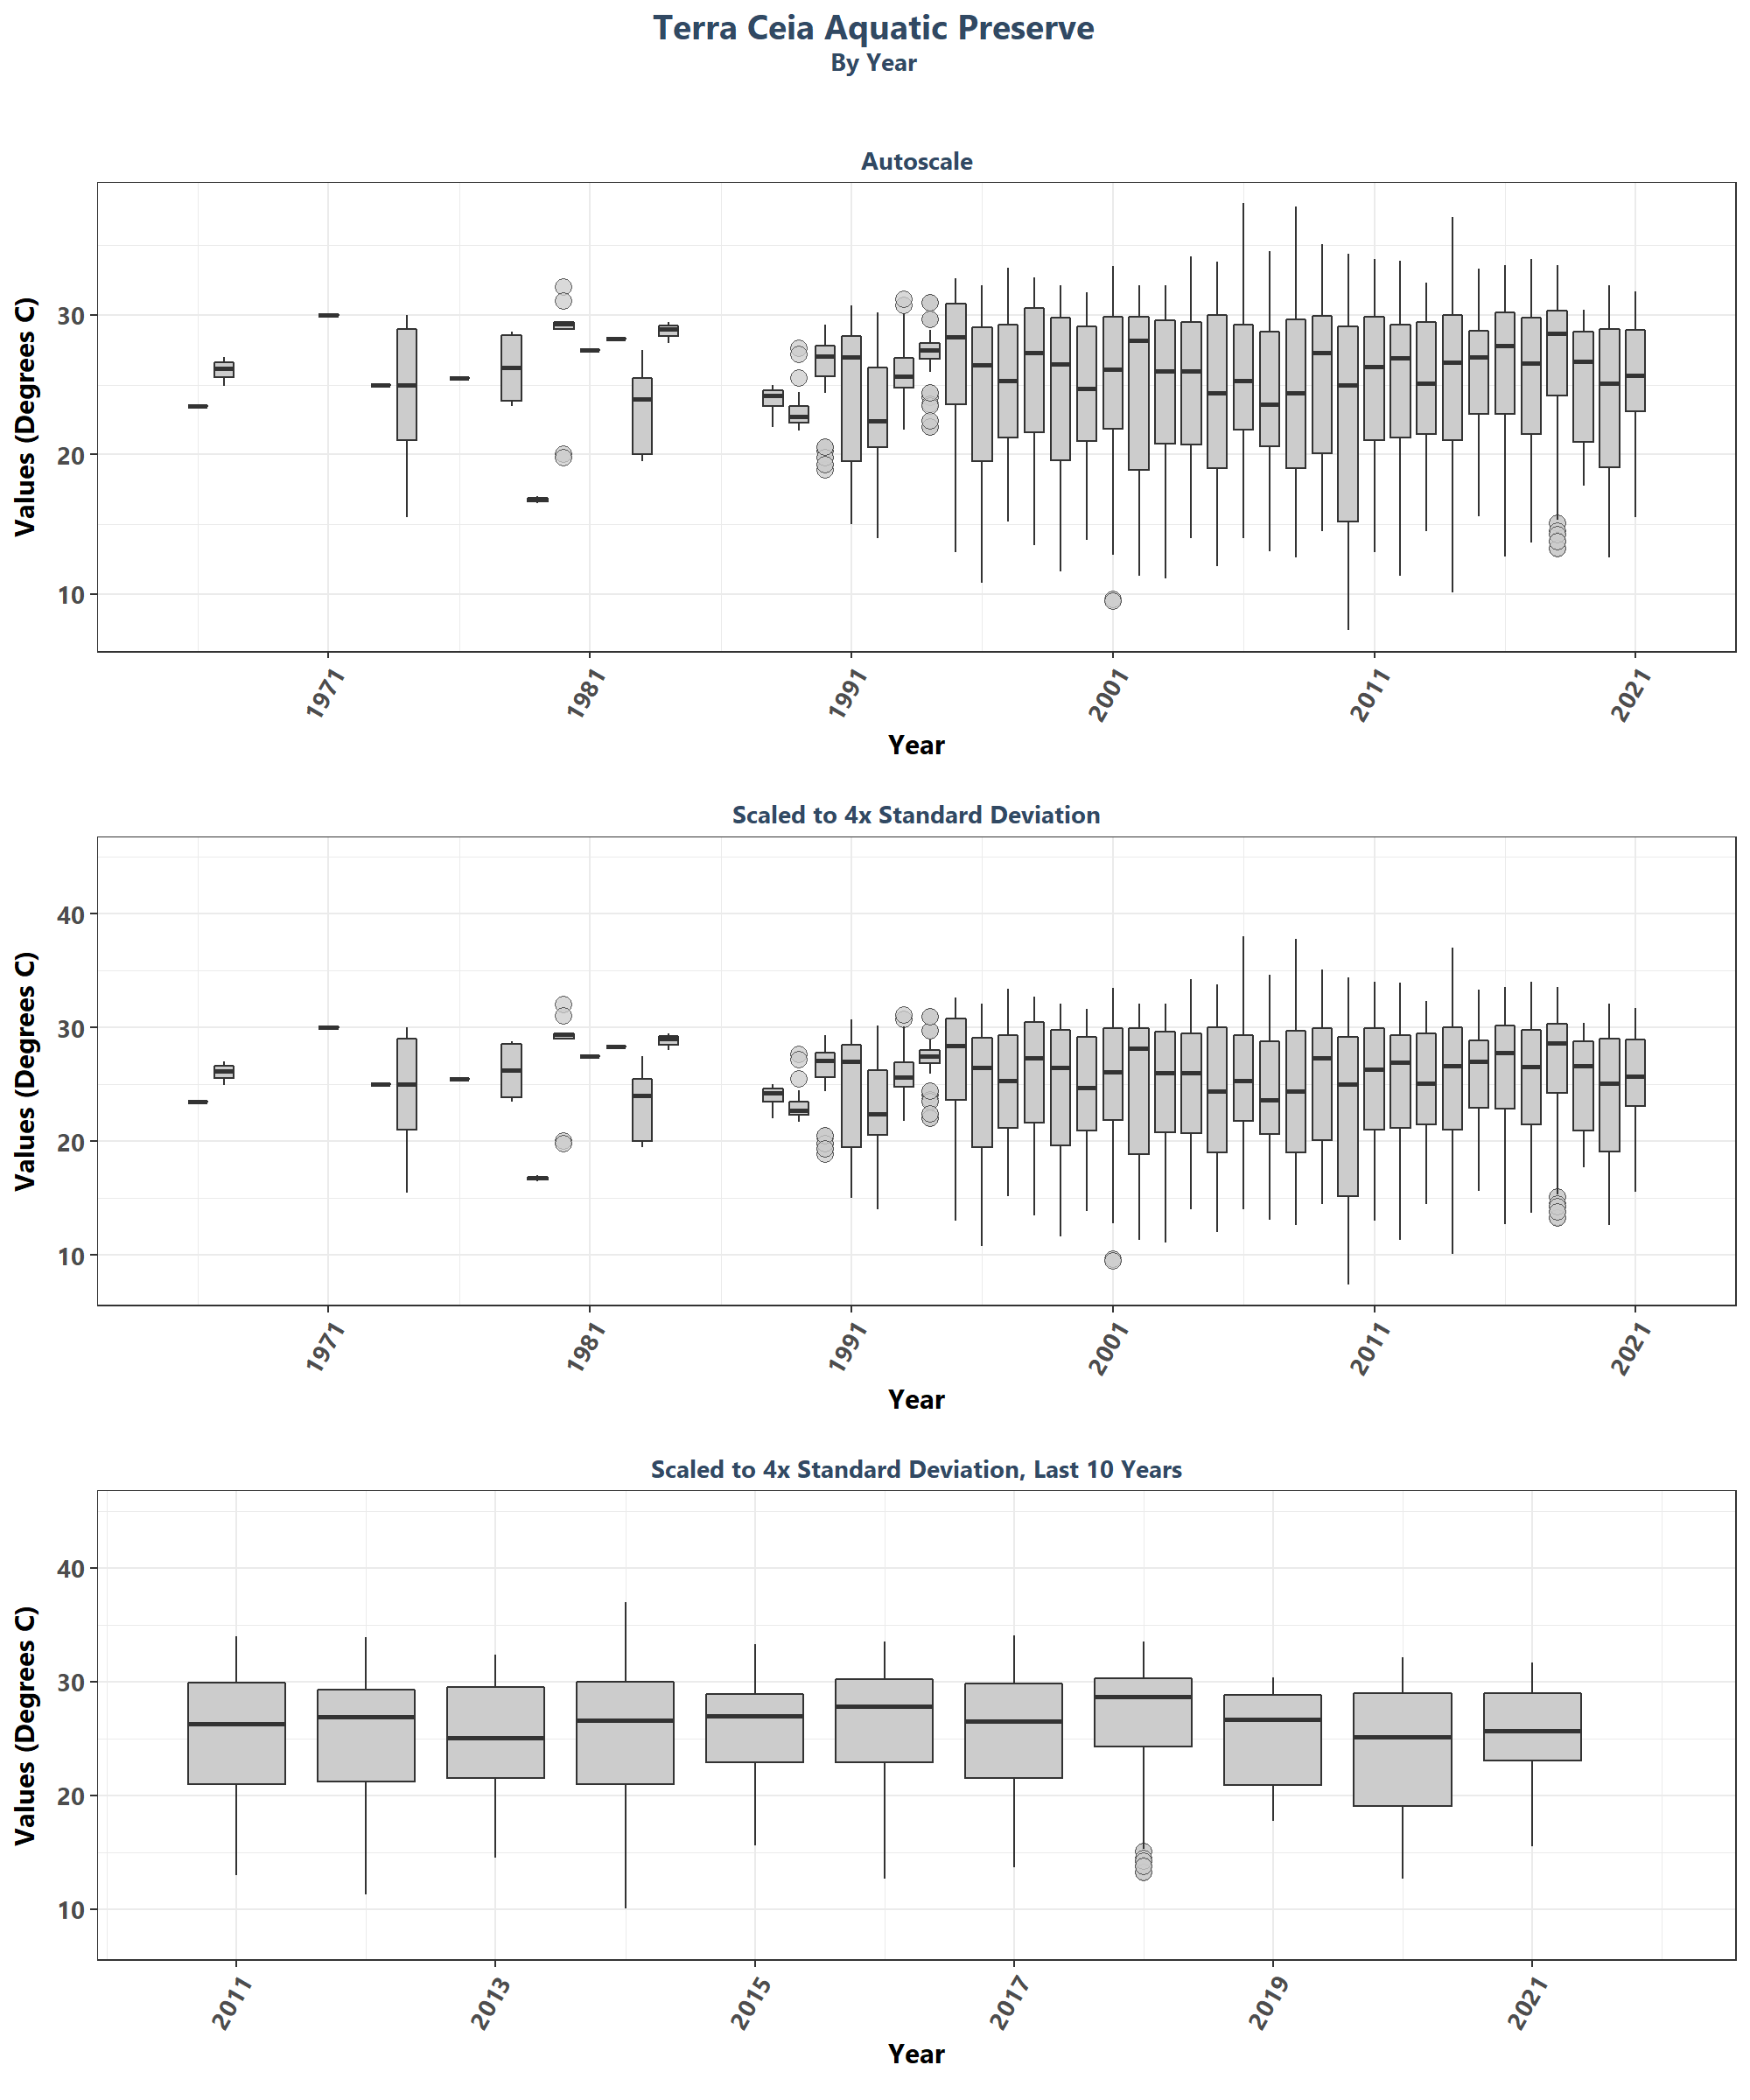 Terra Ceia Aquatic Preserve
By Year
Autoscale
Values (Degrees C)
30
20
10
1971
1981
1991
2001
2011
2021
Year
Scaled to 4x Standard Deviation
Values (Degrees C)
40
30
20
10
1971
1981
1991
2001
2011
2021
Year
Scaled to 4x Standard Deviation, Last 10 Years
Values (Degrees C)
40
30
20
10
2011
2013
2015
2017
2019
2021
Year